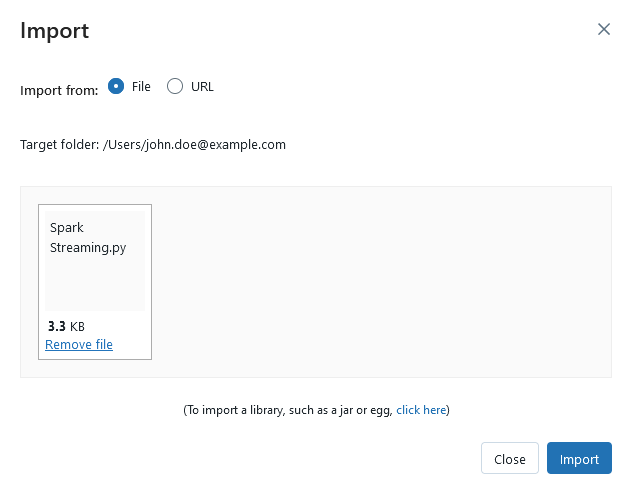 Import
Import from: File URL
Target folder: /Users/john.doe@example.com
Spark
Streaming.py
3.3 KB
Remove file
(To import a library, such as a jar or egg, click here)
Close Import